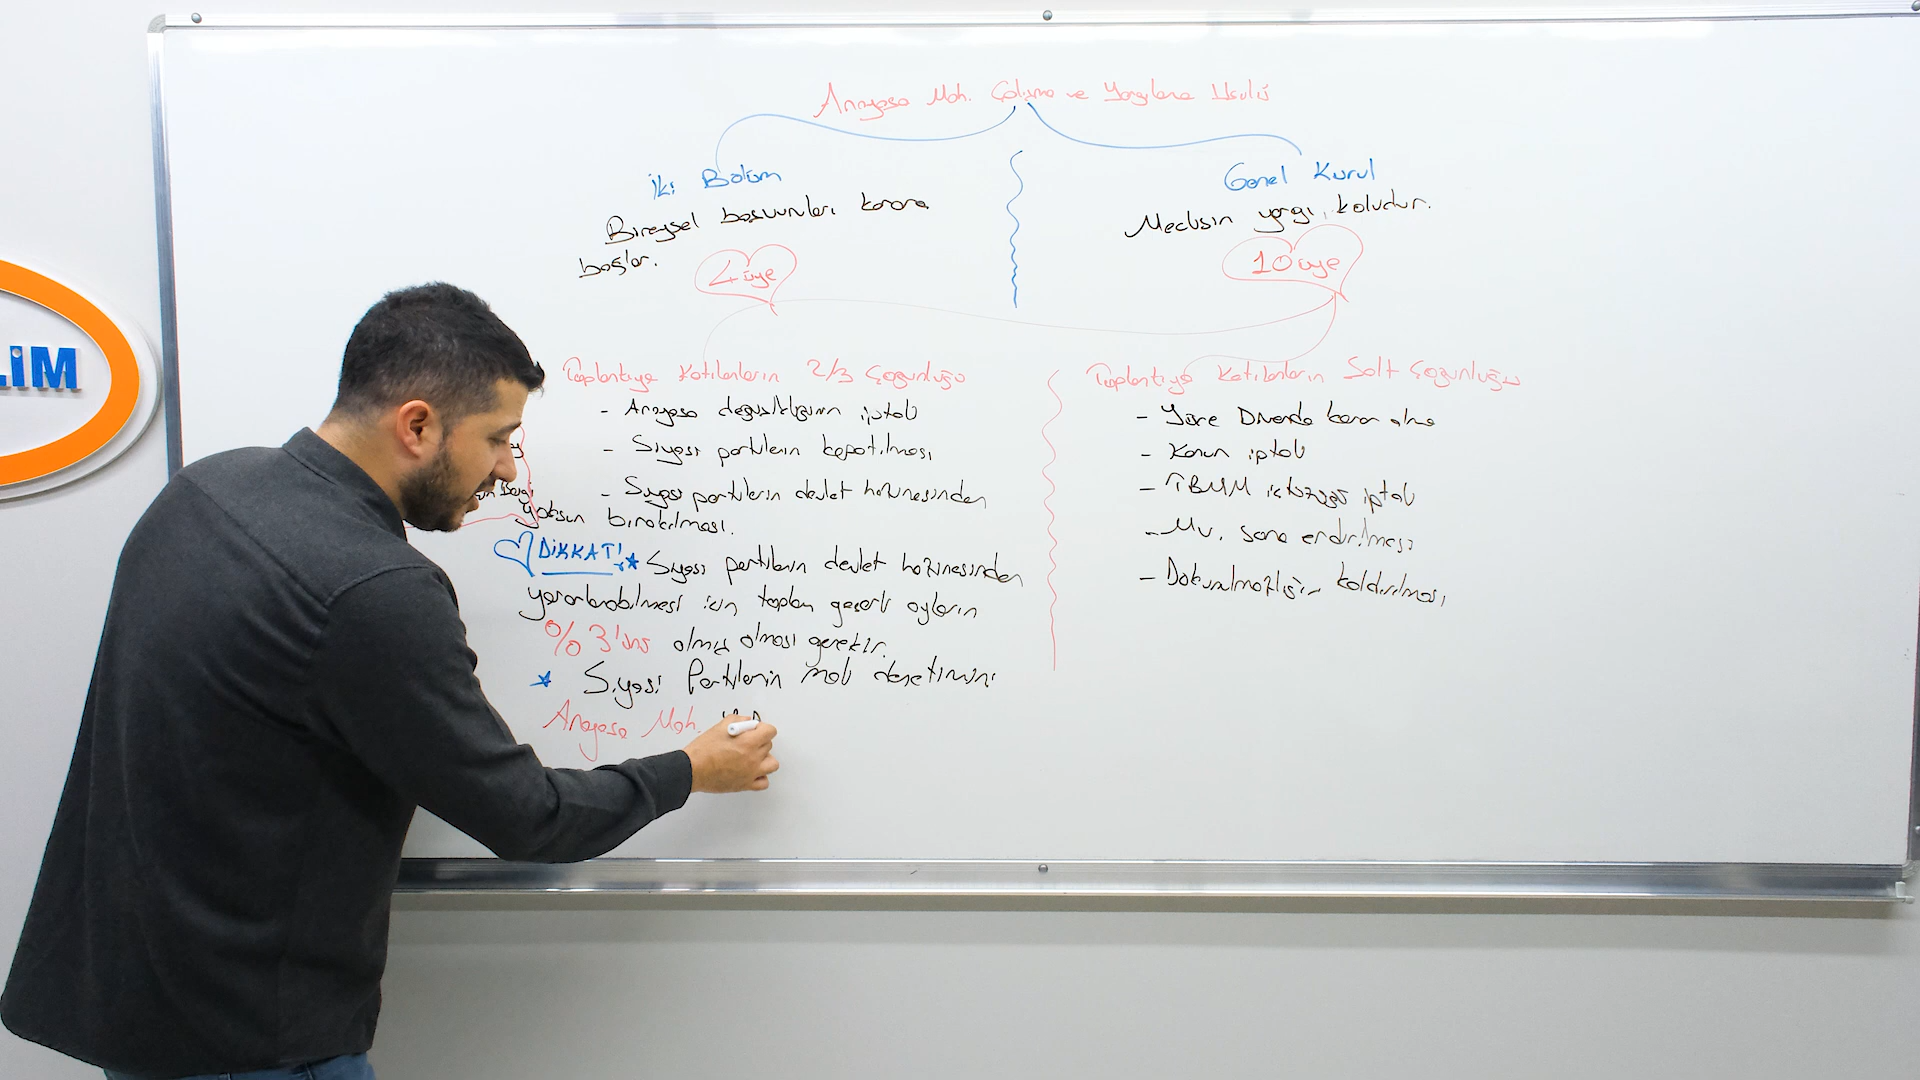 LİM
Anayasa Mah. Çalışma ve Yargılama Usulü
İki Bölüm
Genel Kurul
Bireysel başvuruları karara
bağlar.
Meclisin yargı koludur.
4 üye
10 üye
Toplantıya Katılanların 2/3 Çoğunluğu
- Anayasa değişikliğinin iptali
- Siyasi partilerin kapatılması
- Siyasi partilerin devlet hazinesinden
yoksun bırakılması.
DİKKAT! Siyasi partilerin devlet hazinesinden
yararlanabilmesi için toplam geçerli oyların
% 3'ünü almış olması gerekir.
Siyasi Partilerin mali denetimini
Anayasa Mah.
Toplantıya Katılanların Salt Çoğunluğu
- Yüce Divanda karar alma
- Kanun iptali
- TBMM içtüzüğü iptali
- Mv. sona erdirilmesi
- Dokunulmazlığın kaldırılması